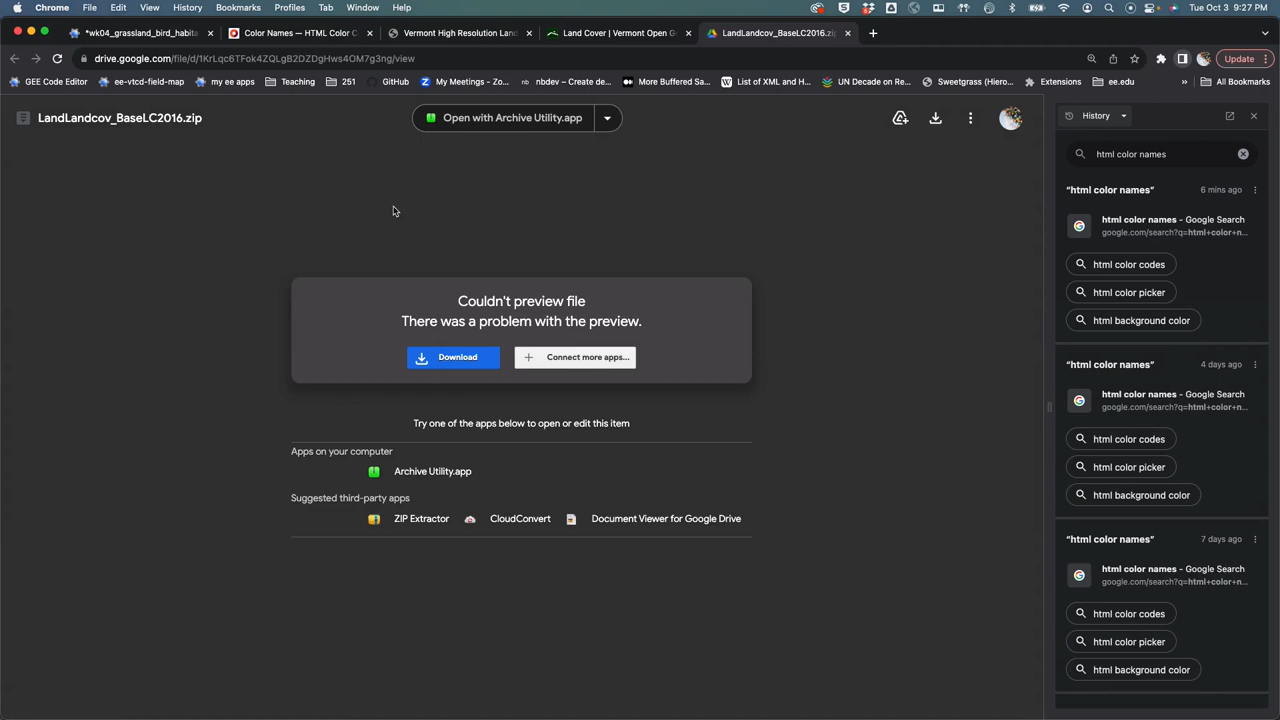 Chrome File Edit View History Bookmarks Profiles Tab Window Help Tue Oct 3 9:27 PM
*wk04_grassland_bird_habita Color Names — HTML Color C Vermont High Resolution Lan Land Cover | Vermont Open G LandLandcov_BaseLC2016.zip
drive.google.com/file/d/1KrLqc6TFok4ZQLgB2DZDgHws4OM7g3ng/view Update
GEE Code Editor ee-vtcd-field-map my ee apps Teaching 251 GitHub My Meetings - Zo... nbdev – Create de... More Buffered Sa... List of XML and H... UN Decade on Re... Sweetgrass (Hiero... Extensions ee.edu » All Bookmarks
LandLandcov_BaseLC2016.zip
Open with Archive Utility.app
Couldn't preview file
There was a problem with the preview.
Download
Connect more apps...
Try one of the apps below to open or edit this item
Apps on your computer
Archive Utility.app
Suggested third-party apps
ZIP Extractor CloudConvert Document Viewer for Google Drive
History
html color names
"html color names" 6 mins ago
html color names - Google Search
google.com/search?q=html+color+n...
html color codes
html color picker
html background color
"html color names" 4 days ago
html color names - Google Search
google.com/search?q=html+color+n...
html color codes
html color picker
html background color
"html color names" 7 days ago
html color names - Google Search
google.com/search?q=html+color+n...
html color codes
html color picker
html background color